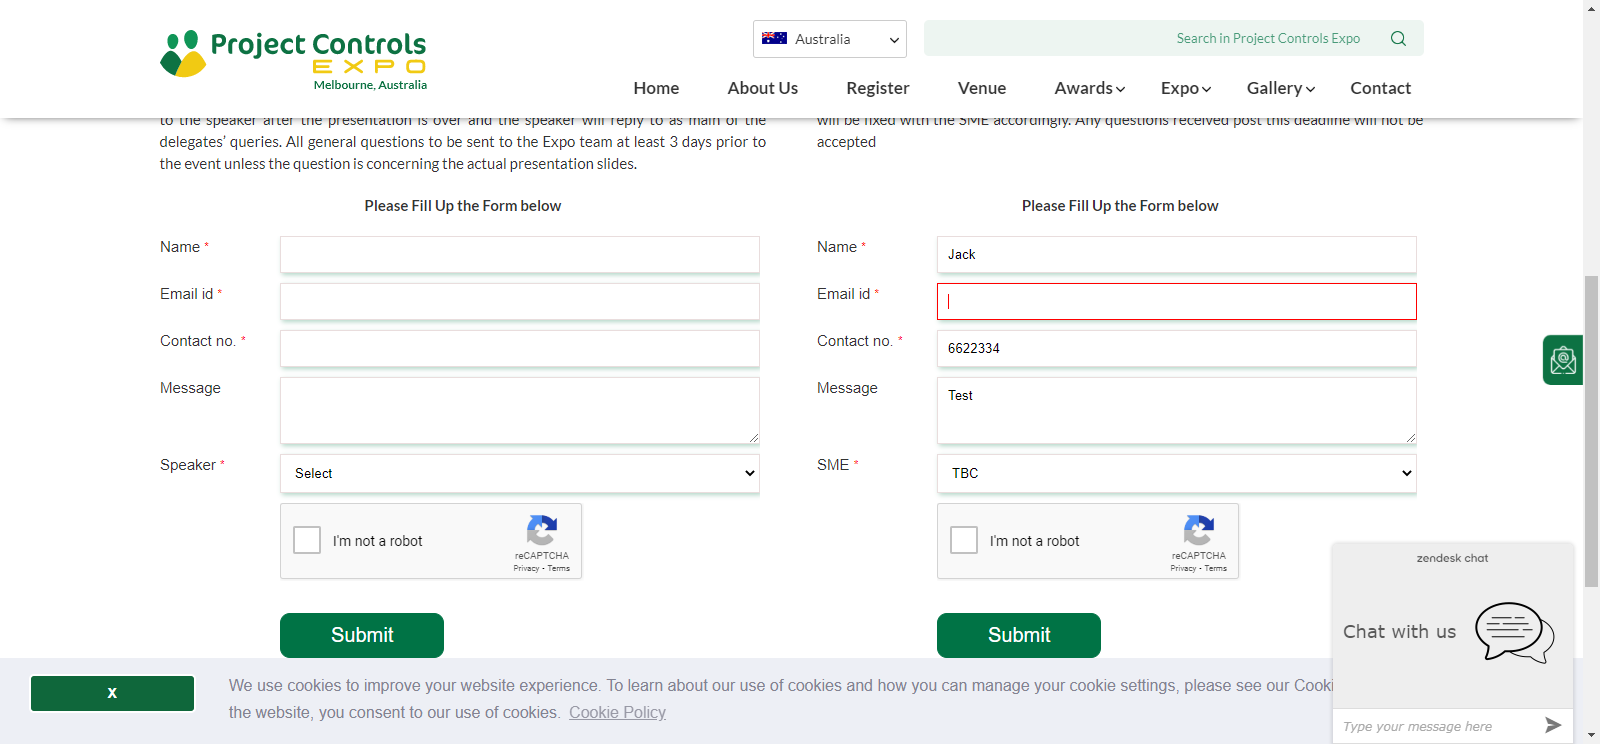 Project Controls
EXPO
Melbourne, Australia
Australia
Search in Project Controls Expo
Home About Us Register Venue Awards Expo Gallery Contact
to the speaker after the presentation is over and the speaker will reply to as main of the
delegates’ queries. All general questions to be sent to the Expo team at least 3 days prior to
the event unless the question is concerning the actual presentation slides.
will be fixed with the SME accordingly. Any questions received post this deadline will not be
accepted
Please Fill Up the Form below
Name *
Email id *
Contact no. *
Message
Speaker *
Select
I'm not a robot
reCAPTCHA
Privacy - Terms
Submit
Please Fill Up the Form below
Name *
Jack
Email id *
Contact no. *
6622334
Message
Test
SME *
TBC
I'm not a robot
reCAPTCHA
Privacy - Terms
Submit
x
We use cookies to improve your website experience. To learn about our use of cookies and how you can manage your cookie settings, please see our Cooki
the website, you consent to our use of cookies. Cookie Policy
zendesk chat
Chat with us
Type your message here